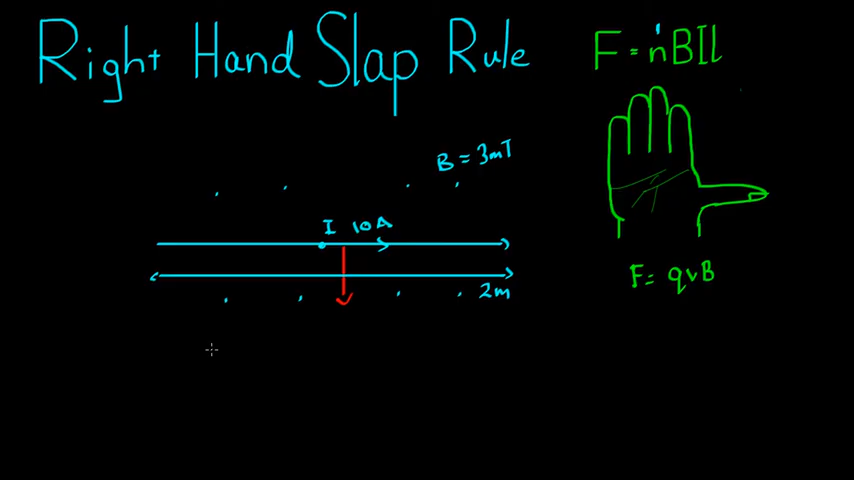 Right Hand Slap Rule
F = nBIl
B = 3mT
I 10A
2m
F = qvB